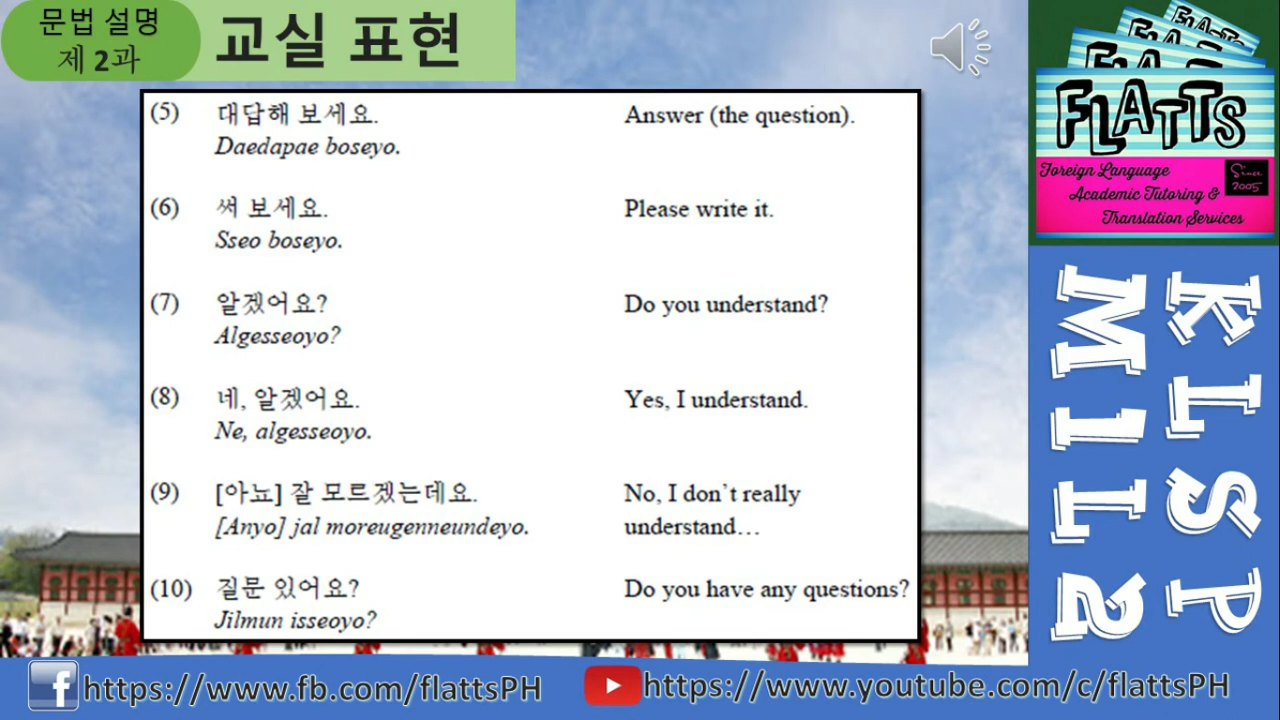 문법 설명
제 2과
교실 표현
(5) 대답해 보세요. Answer (the question).
Daedapae boseyo.
(6) 써 보세요. Please write it.
Sseo boseyo.
(7) 알겠어요? Do you understand?
Algesseoyo?
(8) 네, 알겠어요. Yes, I understand.
Ne, algesseoyo.
(9) [아뇨] 잘 모르겠는데요. No, I don't really
[Anyo] jal moreugenneundeyo. understand…
(10) 질문 있어요? Do you have any questions?
Jilmun isseoyo?
FLATTS
Foreign Language
Academic Tutoring &
Translation Services
Since
2005
KLSP
MILQ
https://www.fb.com/flattsPH
https://www.youtube.com/c/flattsPH